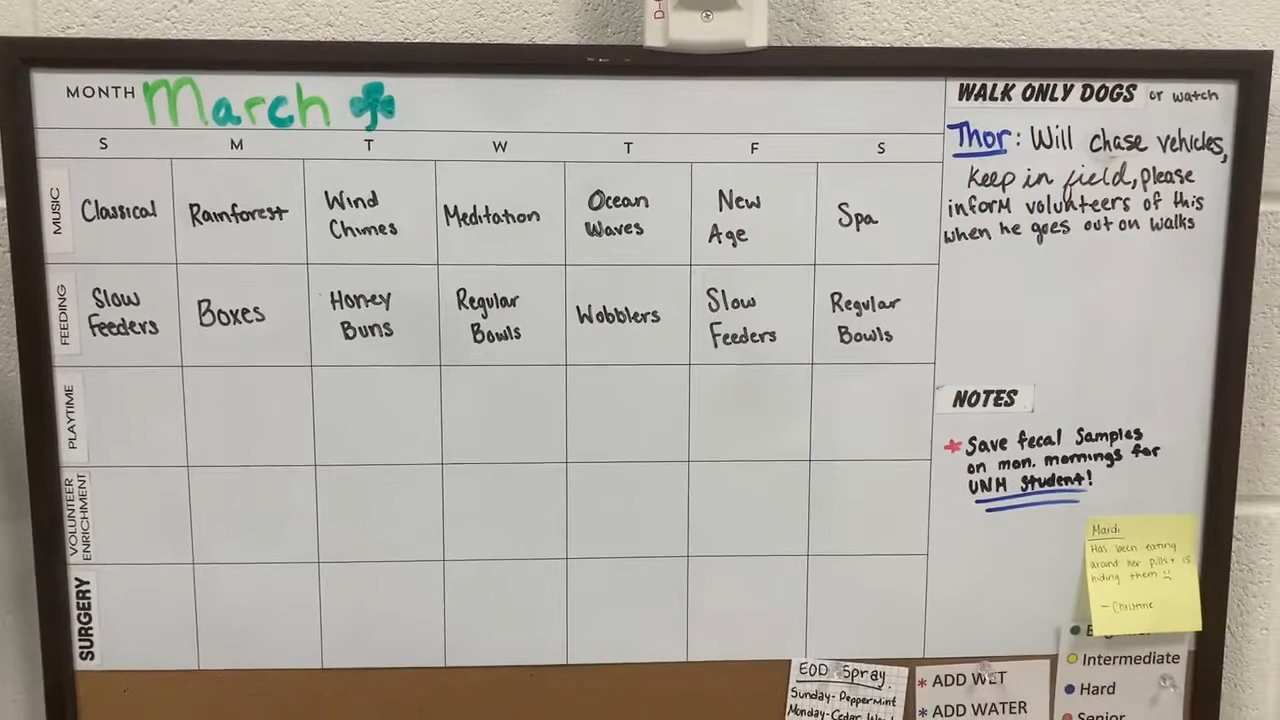 MONTH March
S M T W T F S
MUSIC
Classical
Rainforest
Wind
Chimes
Meditation
Ocean
Waves
New
Age
Spa
FEEDING
Slow
Feeders
Boxes
Honey
Buns
Regular
Bowls
Wobblers
Slow
Feeders
Regular
Bowls
PLAYTIME
VOLUNTEER
ENRICHMENT
SURGERY
WALK ONLY DOGS or watch
Thor: Will chase vehicles,
Keep in field, please
inform volunteers of this
when he goes out on walks
NOTES
* Save fecal Samples
on mon. mornings for
UNH Student!
Mardi
Has been eating
around her pills + is
hiding them
- Christine
EOD Spray
Sunday-Peppermint
Monday-Cedar
* ADD WET
* ADD WATER
Intermediate
Hard
Senior